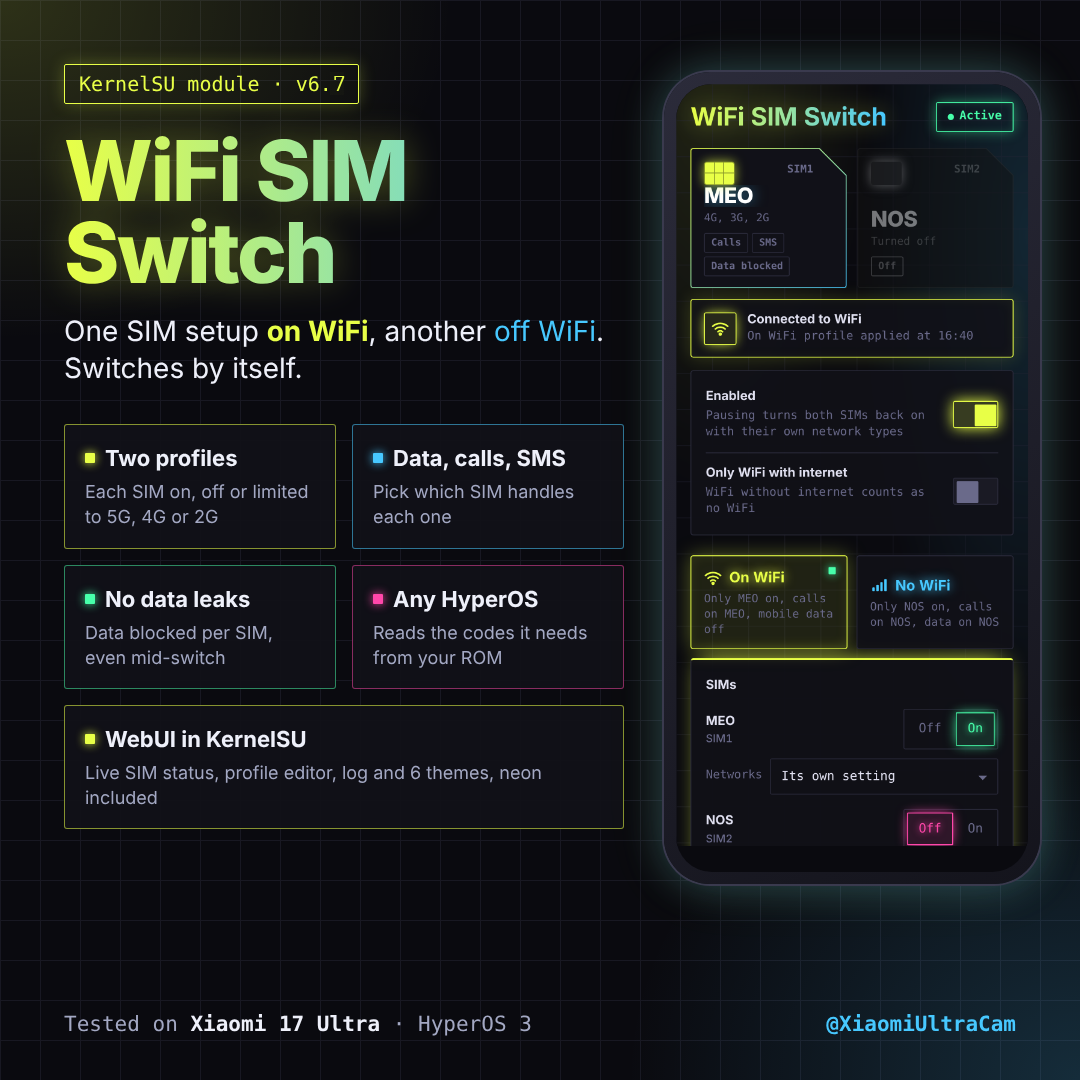 KernelSU module · v6.7
WiFi SIM
Switch
One SIM setup on WiFi, another off WiFi.
Switches by itself.
Two profiles
Each SIM on, off or limited
to 5G, 4G or 2G
Data, calls, SMS
Pick which SIM handles
each one
No data leaks
Data blocked per SIM,
even mid-switch
Any HyperOS
Reads the codes it needs
from your ROM
WebUI in KernelSU
Live SIM status, profile editor, log and 6 themes, neon
included
WiFi SIM Switch
Active
SIM1
MEO
4G, 3G, 2G
Calls
SMS
Data blocked
SIM2
NOS
Turned off
Off
Connected to WiFi
On WiFi profile applied at 16:40
Enabled
Pausing turns both SIMs back on
with their own network types
Only WiFi with internet
WiFi without internet counts as
no WiFi
On WiFi
Only MEO on, calls
on MEO, mobile data
off
No WiFi
Only NOS on, calls
on NOS, data on NOS
SIMs
MEO
SIM1
Off On
Networks
Its own setting
NOS
SIM2
Off On
Tested on Xiaomi 17 Ultra · HyperOS 3
@XiaomiUltraCam